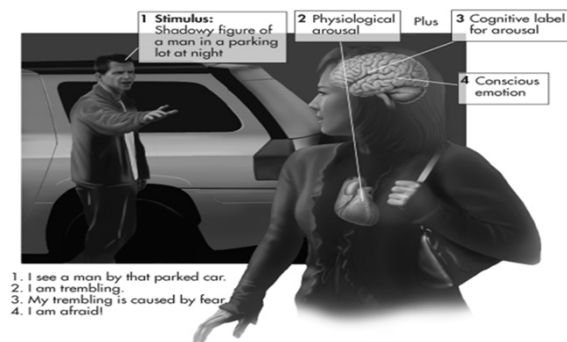 1 Stimulus:
Shadowy figure of
a man in a parking
lot at night
2 Physiological
arousal
Plus
3 Cognitive label
for arousal
4 Conscious
emotion
1. I see a man by that parked car.
2. I am trembling.
3. My trembling is caused by fear
4. I am afraid!